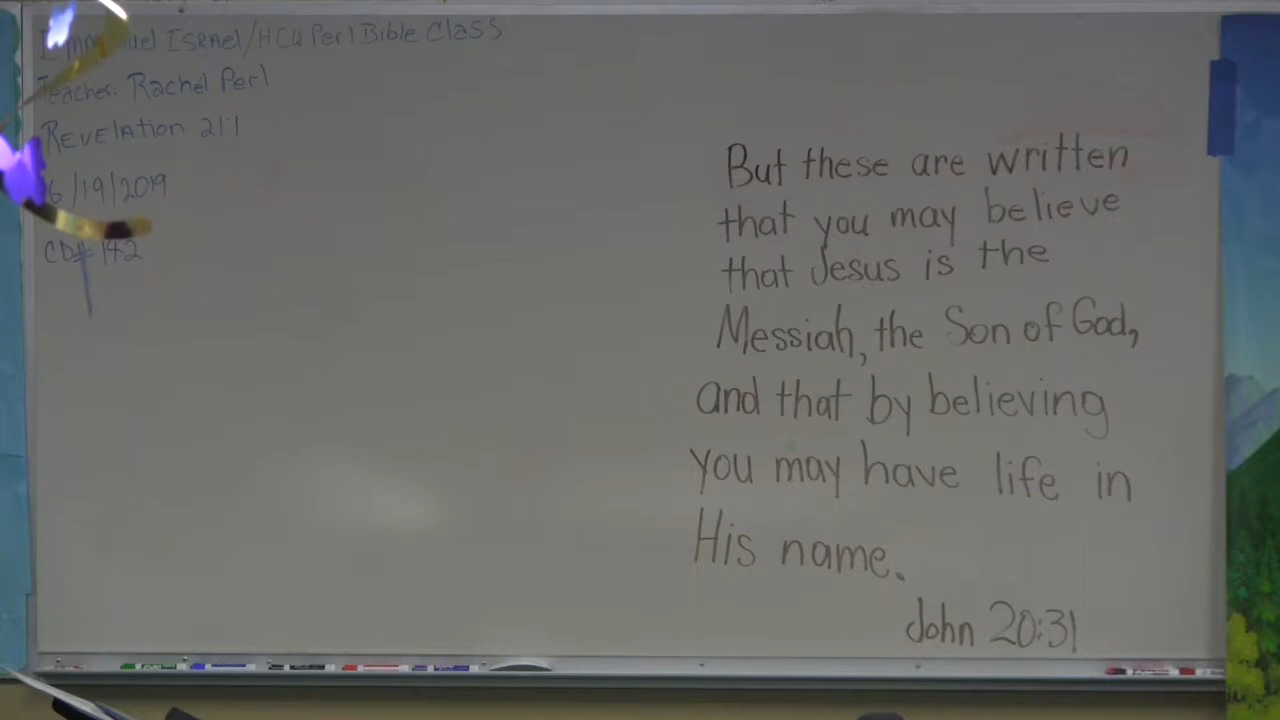 Emmanuel Israel/HCU Perl Bible Class
Teacher: Rachel Perl
Revelation 21:1
6/19/2019
CD# 142
But these are written
that you may believe
that Jesus is the
Messiah, the Son of God,
and that by believing
you may have life in
His name.
John 20:31